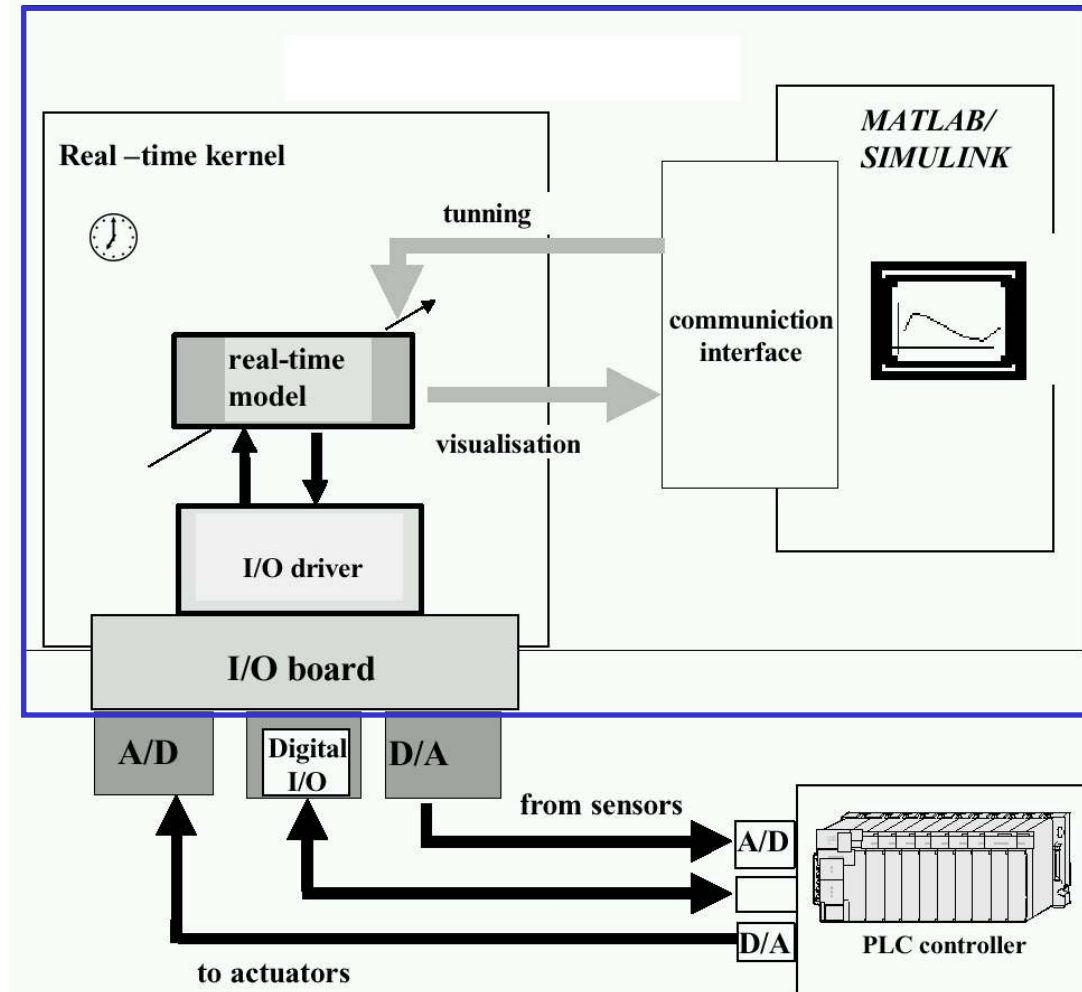 Real –time kernel
MATLAB/
SIMULINK
tunning
communiction
interface
real-time
model
visualisation
I/O driver
I/O board
A/D
Digital
I/O
D/A
from sensors
A/D
D/A
PLC controller
to actuators